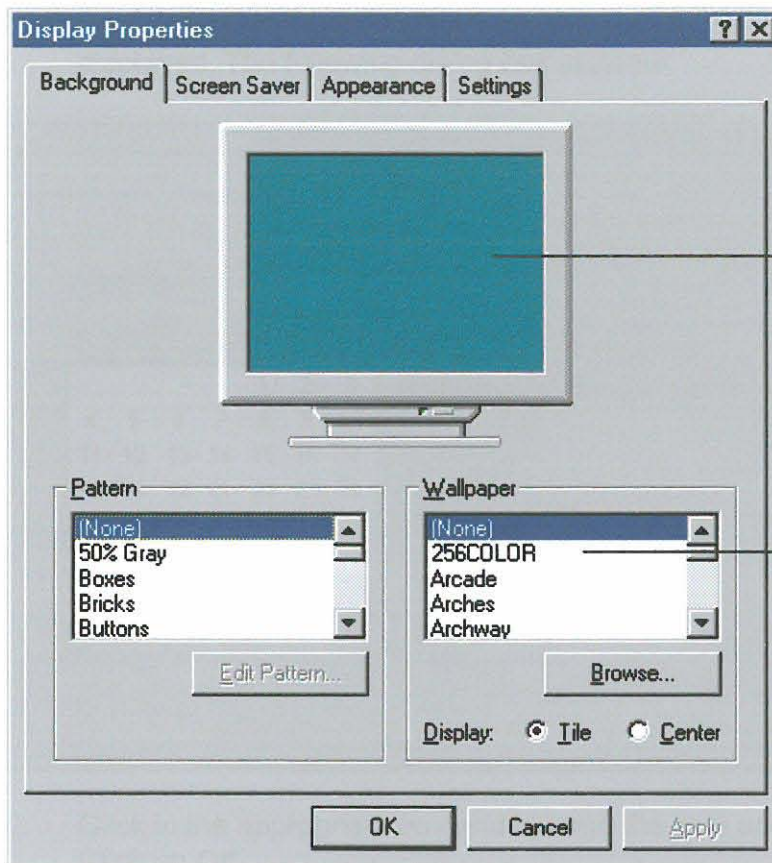 Display Properties
Background Screen Saver Appearance Settings
Pattern
(None)
50% Gray
Boxes
Bricks
Buttons
Edit Pattern...
Wallpaper
(None)
256COLOR
Arcade
Arches
Archway
Browse...
Display: Tile Center
OK Cancel Apply